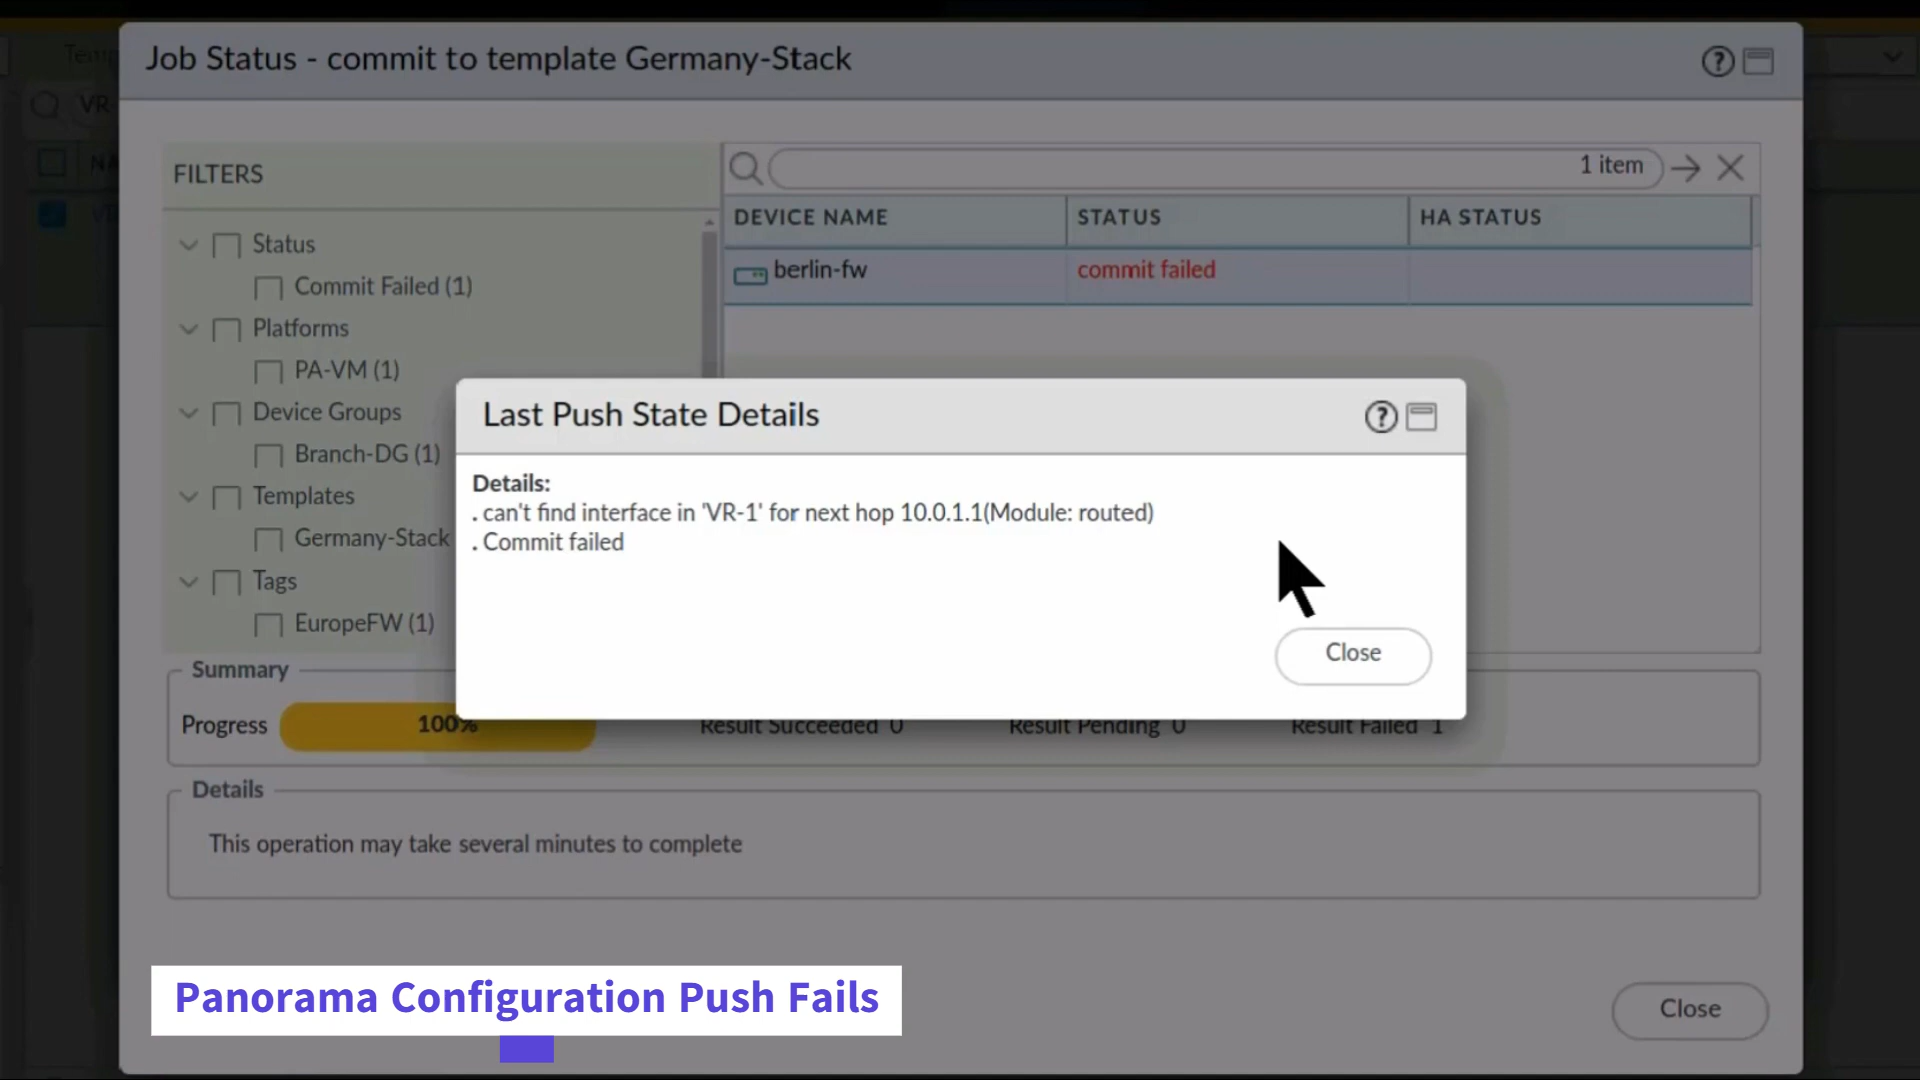 Job Status - commit to template Germany-Stack
Temp
VR
FILTERS
Status
Commit Failed (1)
Platforms
PA-VM (1)
Device Groups
Branch-DG (1)
Templates
Germany-Stack
Tags
EuropeFW (1)
1 item
DEVICE NAME STATUS HA STATUS
berlin-fw commit failed
Last Push State Details
Details:
. can't find interface in 'VR-1' for next hop 10.0.1.1(Module: routed)
. Commit failed
Close
Summary
Progress 100% Result Succeeded 0 Result Pending 0 Result Failed 1
Details
This operation may take several minutes to complete
Panorama Configuration Push Fails
Close